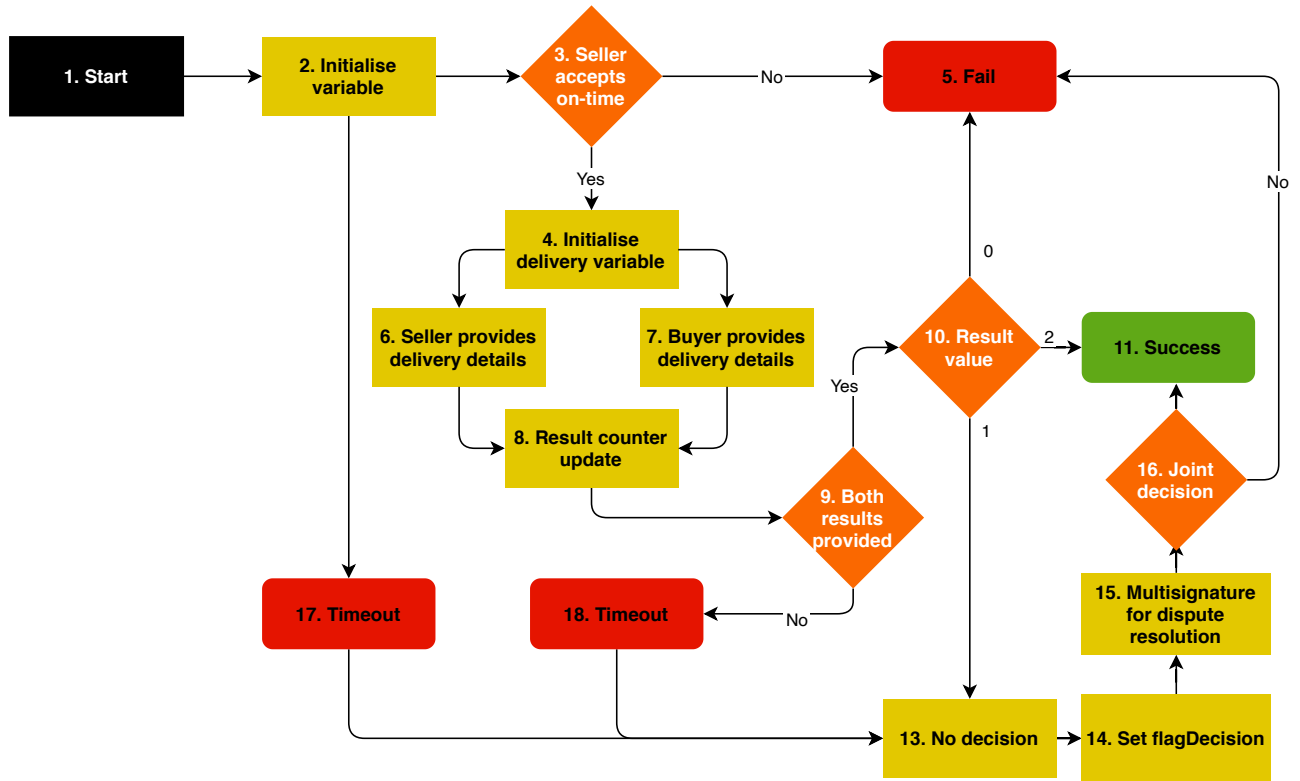 1. Start
2. Initialise
variable
3. Seller
accepts
on-time
No
5. Fail
Yes
No
4. Initialise
delivery variable
0
6. Seller provides
delivery details
7. Buyer provides
delivery details
10. Result
value
2
11. Success
Yes
8. Result counter
update
1
9. Both
results
provided
16. Joint
decision
17. Timeout
18. Timeout
No
15. Multisignature
for dispute
resolution
13. No decision
14. Set flagDecision